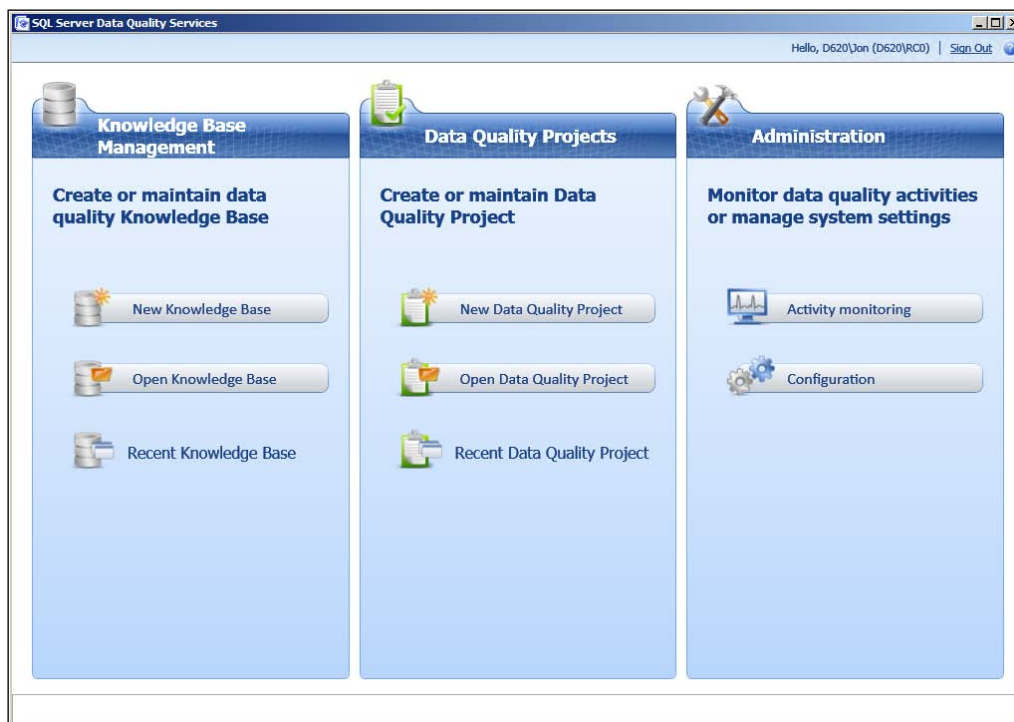 SQL Server Data Quality Services
Hello, D620\Jon (D620\RC0) | Sign Out
Knowledge Base
Management
Create or maintain data
quality Knowledge Base
New Knowledge Base
Open Knowledge Base
Recent Knowledge Base
Data Quality Projects
Create or maintain Data
Quality Project
New Data Quality Project
Open Data Quality Project
Recent Data Quality Project
Administration
Monitor data quality activities
or manage system settings
Activity monitoring
Configuration